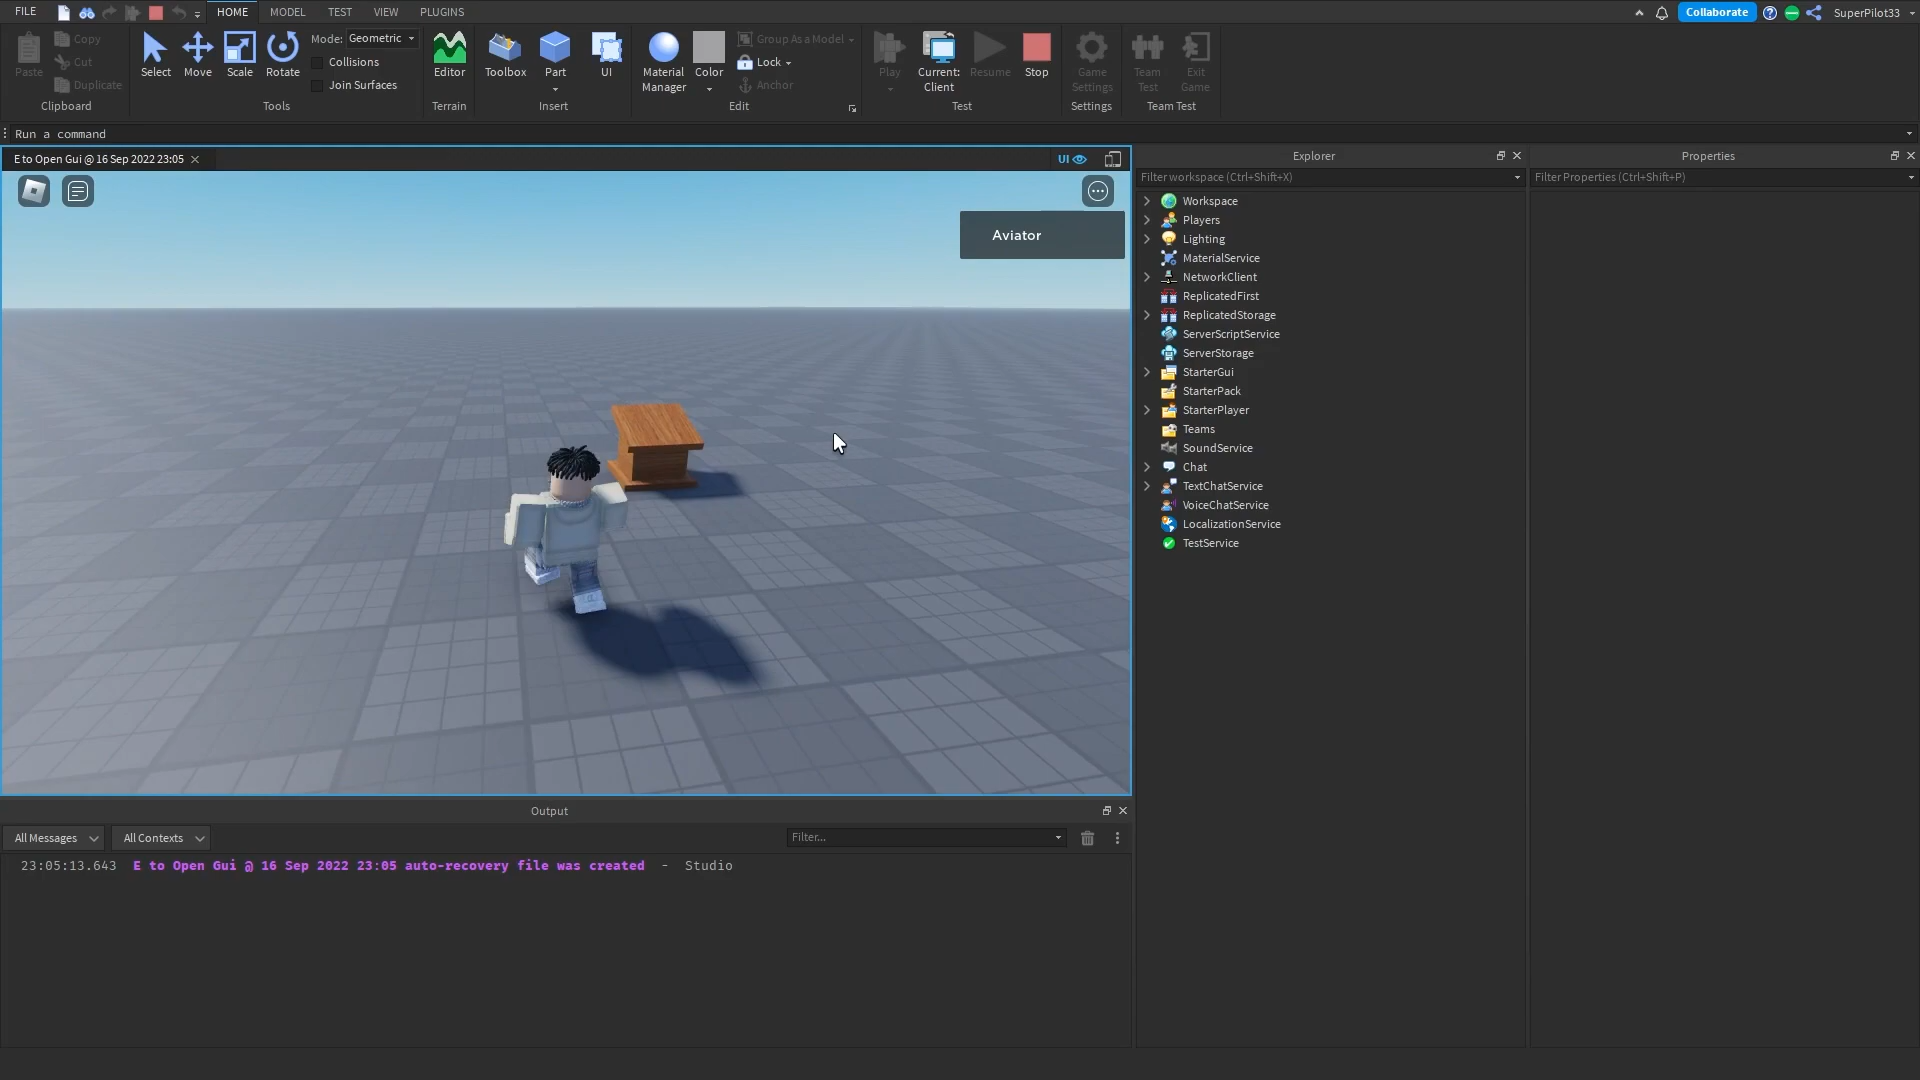 FILE
HOME
MODEL
TEST
VIEW
PLUGINS
Collaborate
SuperPilot33
Paste
Copy
Cut
Duplicate
Clipboard
Select
Move
Scale
Rotate
Mode: Geometric
Collisions
Join Surfaces
Tools
Editor
Terrain
Toolbox
Part
UI
Insert
Material
Manager
Color
Group As a Model
Lock
Anchor
Edit
Play
Current:
Client
Resume
Stop
Test
Game
Settings
Settings
Team
Test
Exit
Game
Team Test
Run a command
E to Open Gui @ 16 Sep 2022 23:05
UI
Aviator
Explorer
Filter workspace (Ctrl+Shift+X)
Workspace
Players
Lighting
MaterialService
NetworkClient
ReplicatedFirst
ReplicatedStorage
ServerScriptService
ServerStorage
StarterGui
StarterPack
StarterPlayer
Teams
SoundService
Chat
TextChatService
VoiceChatService
LocalizationService
TestService
Properties
Filter Properties (Ctrl+Shift+P)
Output
All Messages
All Contexts
Filter...
23:05:13.643 E to Open Gui @ 16 Sep 2022 23:05 auto-recovery file was created - Studio